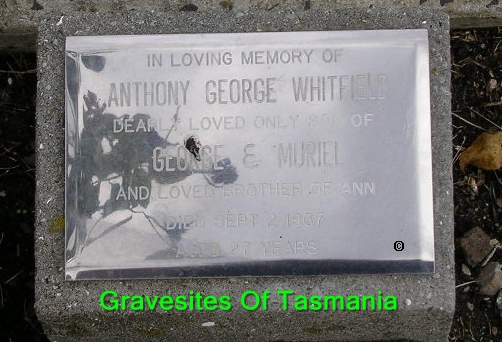 IN LOVING MEMORY OF
ANTHONY GEORGE WHITFIELD
DEARLY LOVED ONLY SON OF
GEORGE & MURIEL
AND LOVED BROTHER OF ANN
DIED SEPT. 2, 1967
AGED 27 YEARS
©
Gravesites Of Tasmania